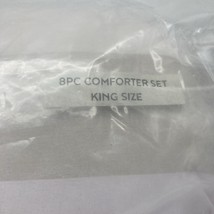 8PC COMFORTER SET
KING SIZE